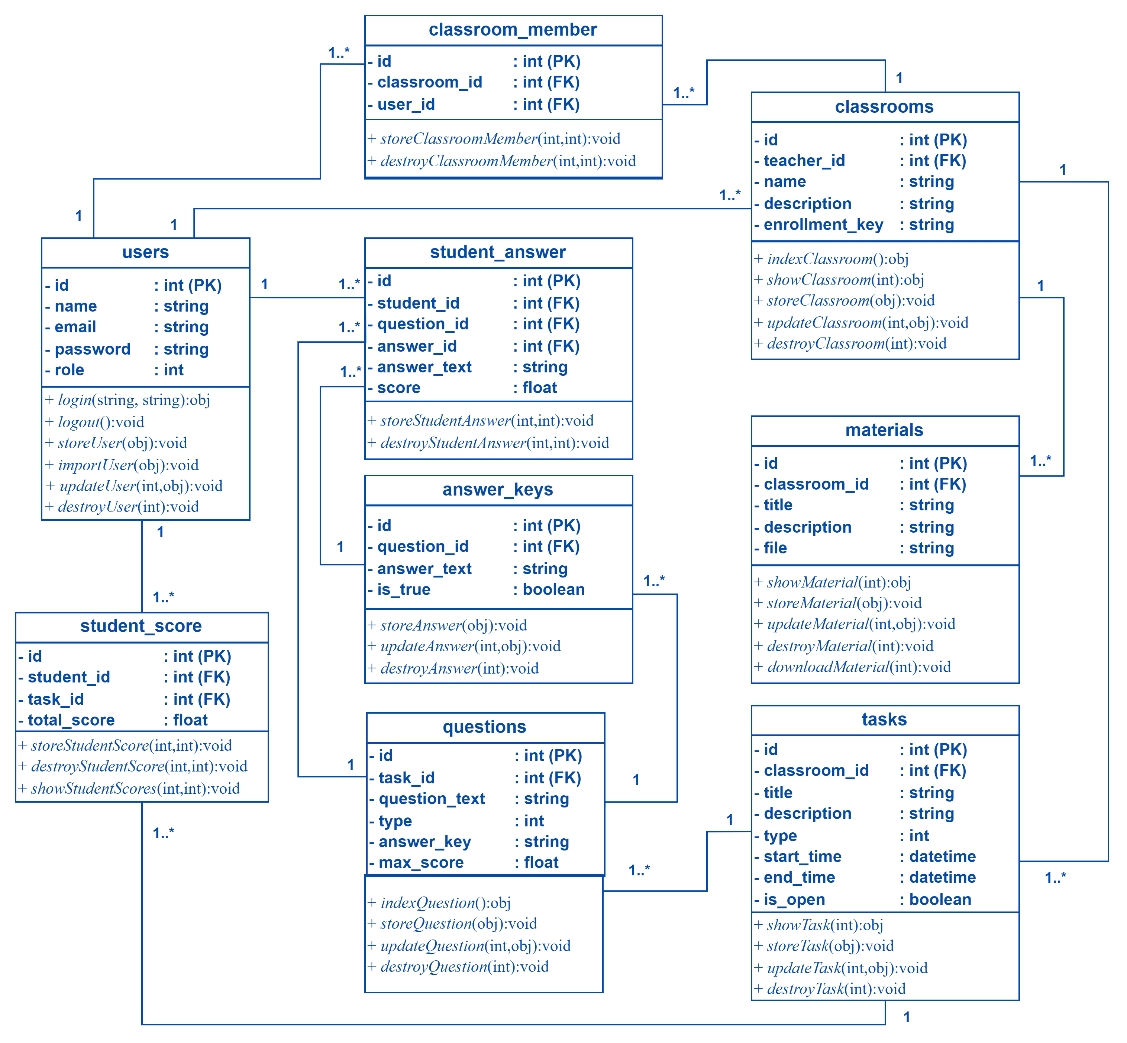 classroom_member
- id : int (PK)
- classroom_id : int (FK)
- user_id : int (FK)
+ storeClassroomMember(int,int):void
+ destroyClassroomMember(int,int):void
1..*
1..*
1
1
classrooms
- id : int (PK)
- teacher_id : int (FK)
- name : string
- description : string
- enrollment_key : string
+ indexClassroom():obj
+ showClassroom(int):obj
+ storeClassroom(obj):void
+ updateClassroom(int,obj):void
+ destroyClassroom(int):void
1
1..*
1
1
users
- id : int (PK)
- name : string
- email : string
- password : string
- role : int
+ login(string, string):obj
+ logout():void
+ storeUser(obj):void
+ importUser(obj):void
+ updateUser(int,obj):void
+ destroyUser(int):void
1
1..*
1..*
1..*
student_answer
- id : int (PK)
- student_id : int (FK)
- question_id : int (FK)
- answer_id : int (FK)
- answer_text : string
- score : float
+ storeStudentAnswer(int,int):void
+ destroyStudentAnswer(int,int):void
materials
- id : int (PK)
- classroom_id : int (FK)
- title : string
- description : string
- file : string
+ showMaterial(int):obj
+ storeMaterial(obj):void
+ updateMaterial(int,obj):void
+ destroyMaterial(int):void
+ downloadMaterial(int):void
1..*
answer_keys
- id : int (PK)
- question_id : int (FK)
- answer_text : string
- is_true : boolean
+ storeAnswer(obj):void
+ updateAnswer(int,obj):void
+ destroyAnswer(int):void
1
1..*
1
1..*
student_score
- id : int (PK)
- student_id : int (FK)
- task_id : int (FK)
- total_score : float
+ storeStudentScore(int,int):void
+ destroyStudentScore(int,int):void
+ showStudentScores(int,int):void
1..*
questions
- id : int (PK)
- task_id : int (FK)
- question_text : string
- type : int
- answer_key : string
- max_score : float
+ indexQuestion():obj
+ storeQuestion(obj):void
+ updateQuestion(int,obj):void
+ destroyQuestion(int):void
1
1
1..*
1
tasks
- id : int (PK)
- classroom_id : int (FK)
- title : string
- description : string
- type : int
- start_time : datetime
- end_time : datetime
- is_open : boolean
+ showTask(int):obj
+ storeTask(obj):void
+ updateTask(int,obj):void
+ destroyTask(int):void
1..*
1